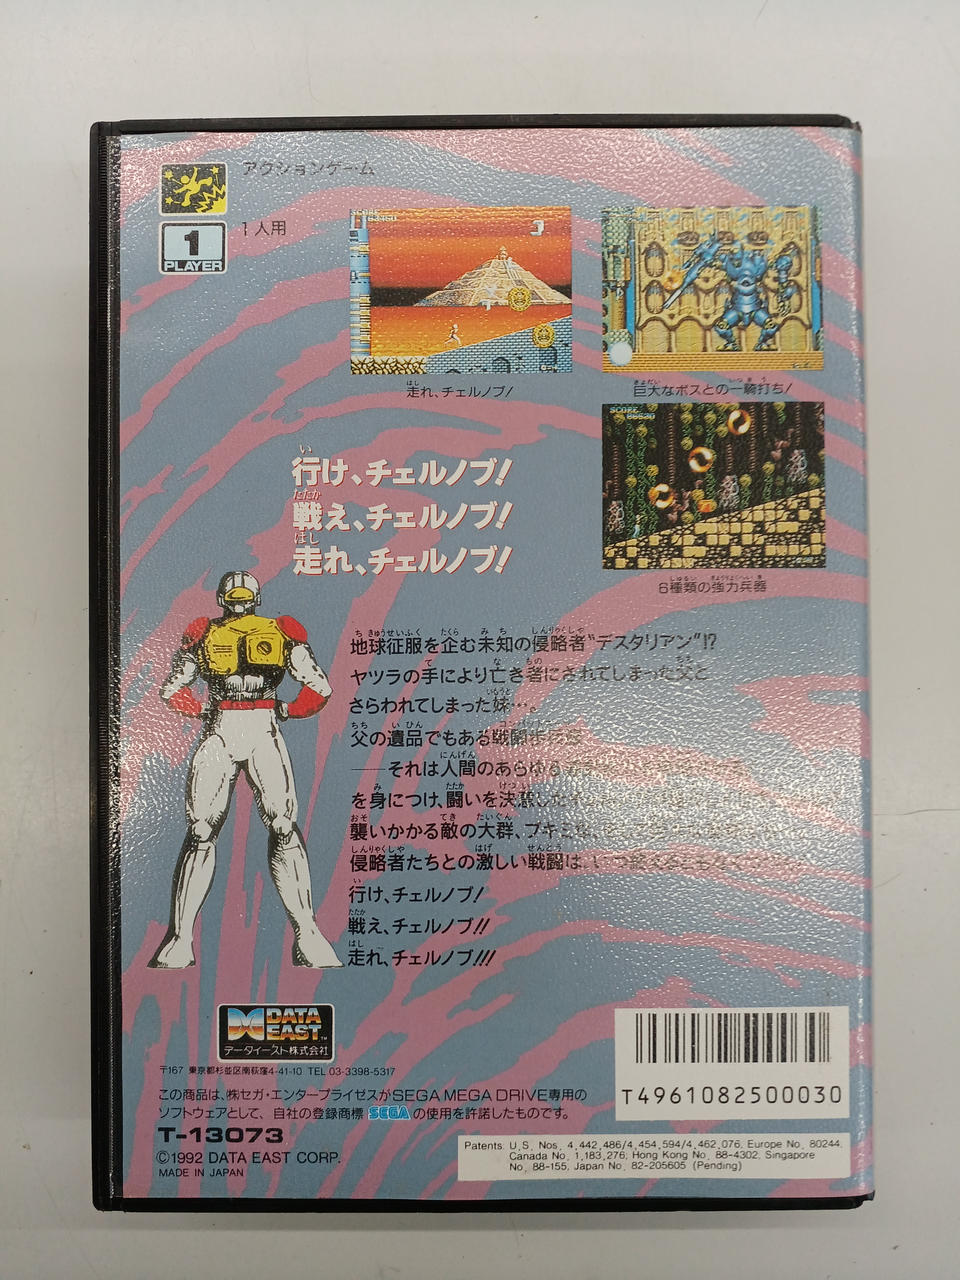 アクションゲーム
1
PLAYER
1人用
SCORE
63460
走れ、チェルノブ!
巨大なボスとの一騎打ち!
SCORE
6種類の強力兵器
行け、チェルノブ!
戦え、チェルノブ!
走れ、チェルノブ!
地球征服を企む未知の侵略者“デスタリアン”!?
ヤツラの手により亡き者にされてしまった父と
さらわれてしまった妹…。
父の遺品でもある戦闘
──それは人間のあらゆる
を身につけ、闘いを決意した
襲いかかる敵の大群、ブキミな
侵略者たちとの激しい戦闘は、いつ
行け、チェルノブ!
戦え、チェルノブ!!
走れ、チェルノブ!!!
DATA
EAST™
データイースト株式会社
〒167 東京都杉並区南荻窪4-41-10 TEL 03-3398-5317
この商品は、㈱セガ・エンタープライゼスがSEGA MEGA DRIVE専用の
ソフトウェアとして、自社の登録商標 SEGA の使用を許諾したものです。
T-13073
©1992 DATA EAST CORP.
MADE IN JAPAN
T4961082500030
Patents: U.S. Nos. 4,442,486/4,454,594/4,462,076, Europe No. 80244,
Canada No. 1,183,276; Hong Kong No. 88-4302, Singapore
No. 88-155, Japan No. 82-205605 (Pending)